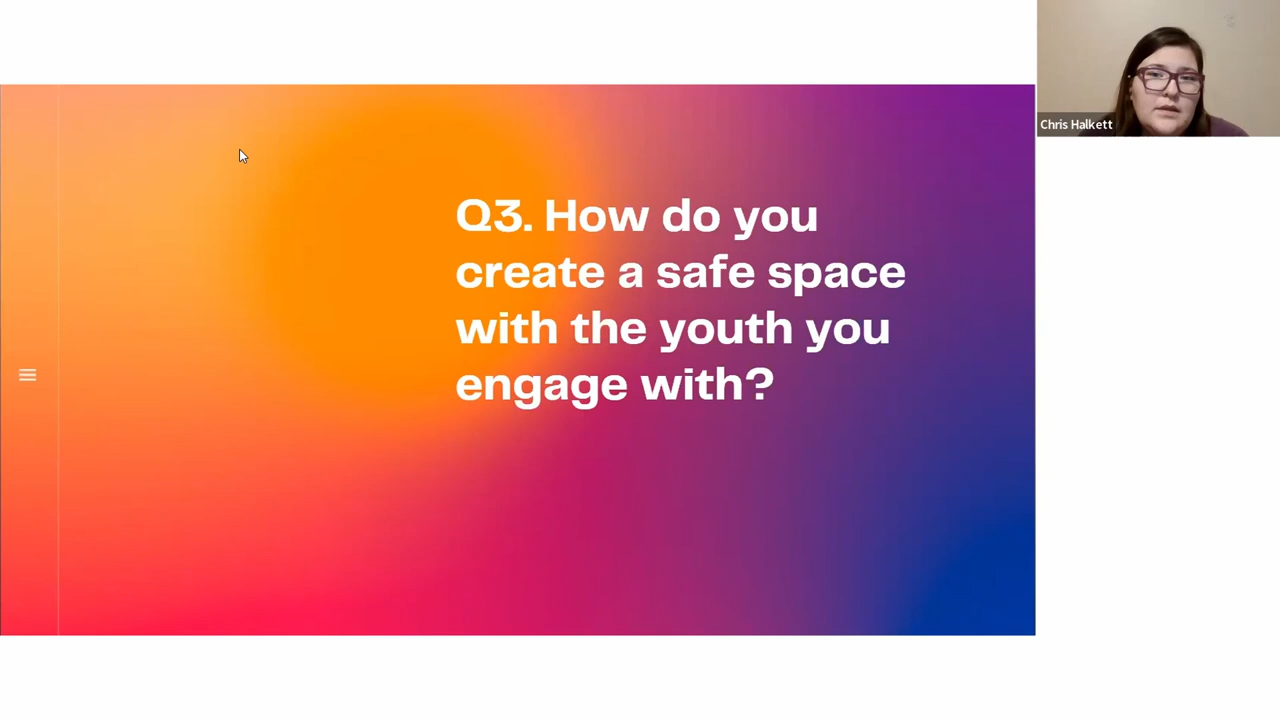 Q3. How do you
create a safe space
with the youth you
engage with?
Chris Halkett